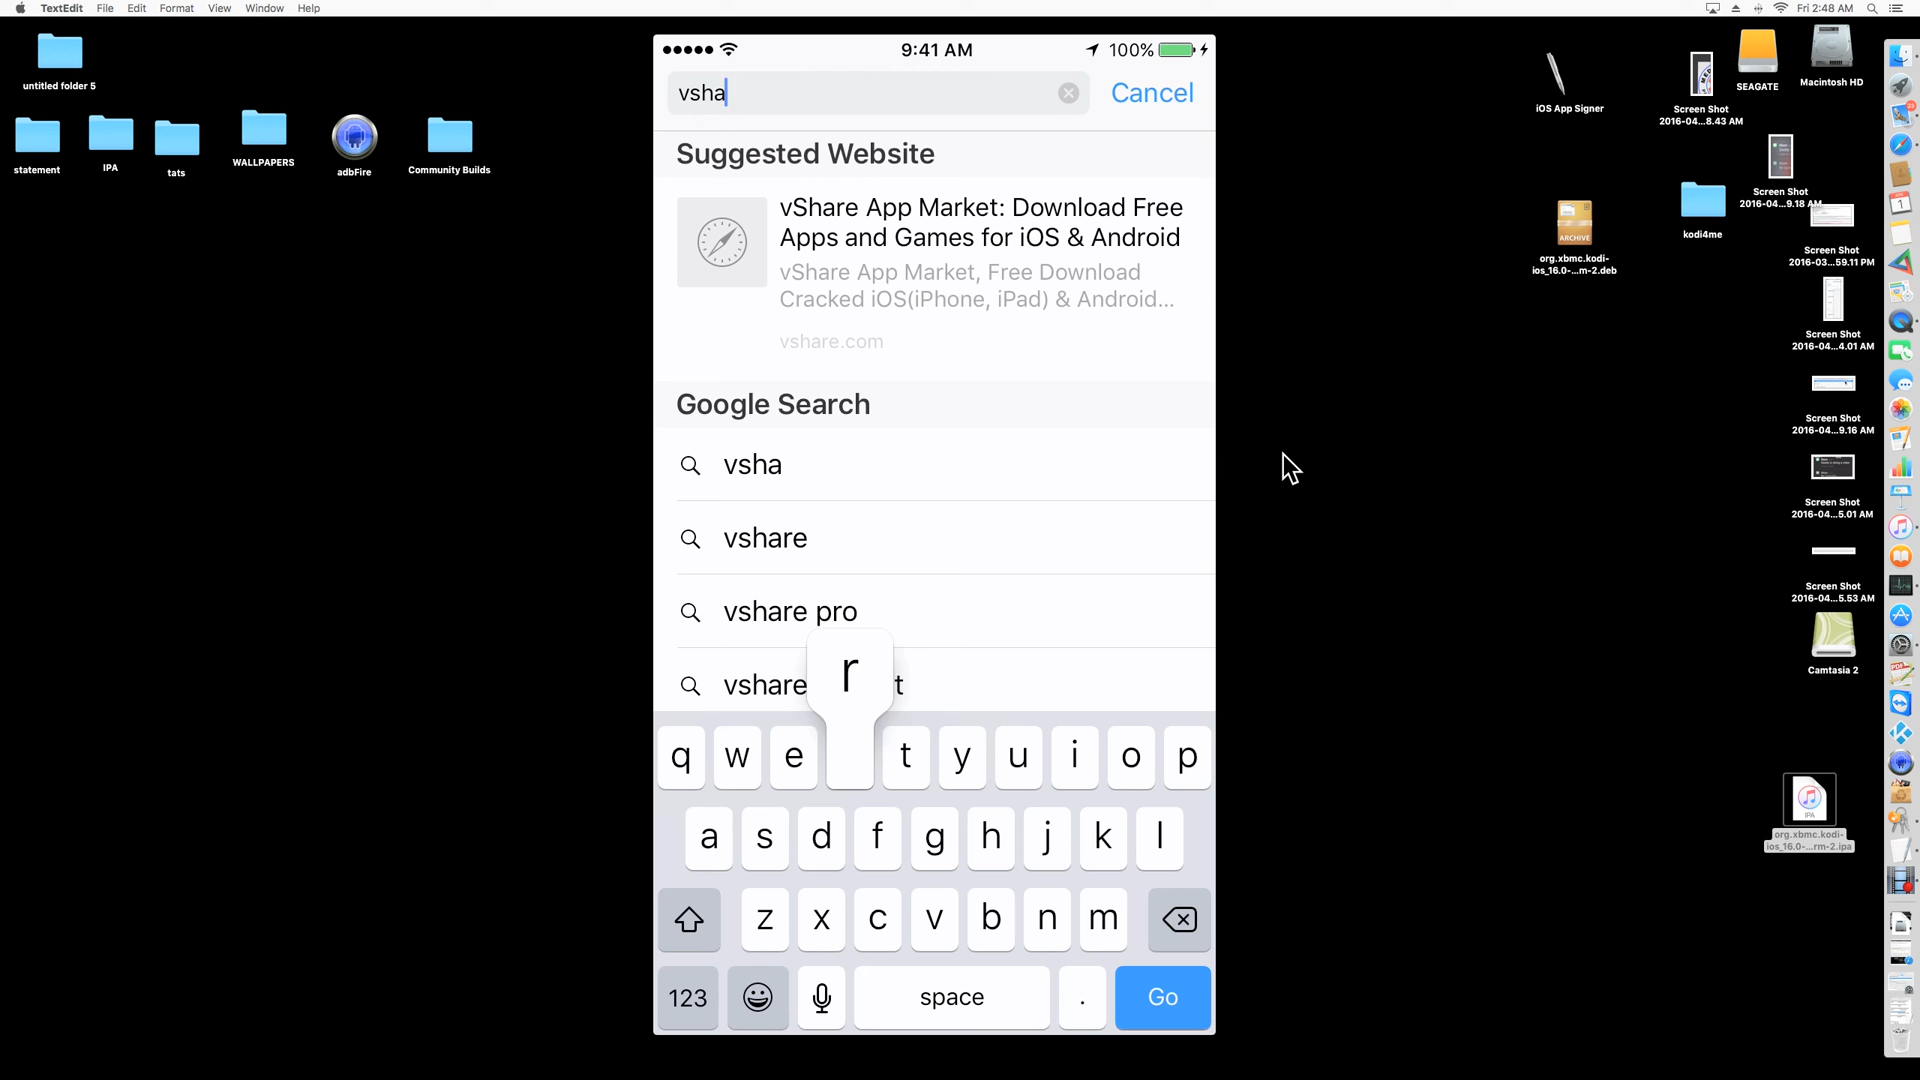 TextEdit File Edit Format View Window Help
Fri 2:48 AM
untitled folder 5
statement
IPA
tats
WALLPAPERS
adbFire
Community Builds
9:41 AM
100%
vsha
Cancel
Suggested Website
vShare App Market: Download Free
Apps and Games for iOS & Android
vShare App Market, Free Download
Cracked iOS(iPhone, iPad) & Android...
vshare.com
Google Search
vsha
vshare
vshare pro
vshare t
r
q w e t y u i o p
a s d f g h j k l
z x c v b n m
123 space . Go
iOS App Signer
Screen Shot
2016-04...8.43 AM
SEAGATE
Macintosh HD
ARCHIVE
org.xbmc.kodi-
ios_16.0-...m-2.deb
kodi4me
Screen Shot
2016-04...9.18 AM
Screen Shot
2016-03...59.11 PM
Screen Shot
2016-04...4.01 AM
Screen Shot
2016-04...9.16 AM
Screen Shot
2016-04...5.01 AM
Screen Shot
2016-04...5.53 AM
Camtasia 2
IPA
org.xbmc.kodi-
ios_16.0-...rm-2.ipa